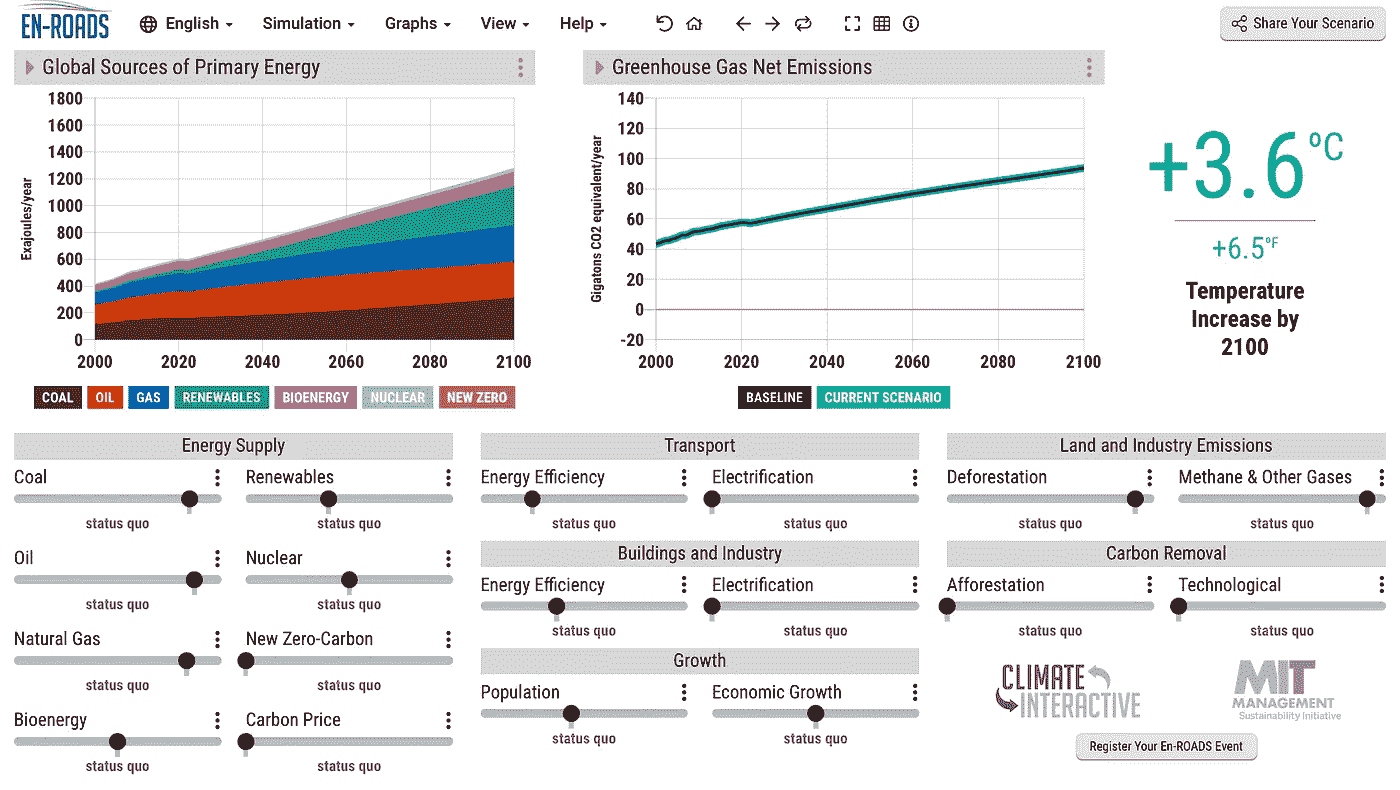 EN-ROADS
English
Simulation
Graphs
View
Help
Share Your Scenario
Global Sources of Primary Energy
Exajoules/year
1800
1600
1400
1200
1000
800
600
400
200
0
2000 2020 2040 2060 2080 2100
COAL OIL GAS RENEWABLES BIOENERGY NUCLEAR NEW ZERO
Greenhouse Gas Net Emissions
Gigatons CO2 equivalent/year
140
120
100
80
60
40
20
0
-20
2000 2020 2040 2060 2080 2100
BASELINE CURRENT SCENARIO
+3.6°C
+6.5°F
Temperature
Increase by
2100
Energy Supply
Coal
status quo
Renewables
status quo
Oil
status quo
Nuclear
status quo
Natural Gas
status quo
New Zero-Carbon
status quo
Bioenergy
status quo
Carbon Price
status quo
Transport
Energy Efficiency
status quo
Electrification
status quo
Buildings and Industry
Energy Efficiency
status quo
Electrification
status quo
Growth
Population
status quo
Economic Growth
status quo
Land and Industry Emissions
Deforestation
status quo
Methane & Other Gases
status quo
Carbon Removal
Afforestation
status quo
Technological
status quo
CLIMATE
INTERACTIVE
MIT
MANAGEMENT
Sustainability Initiative
Register Your En-ROADS Event